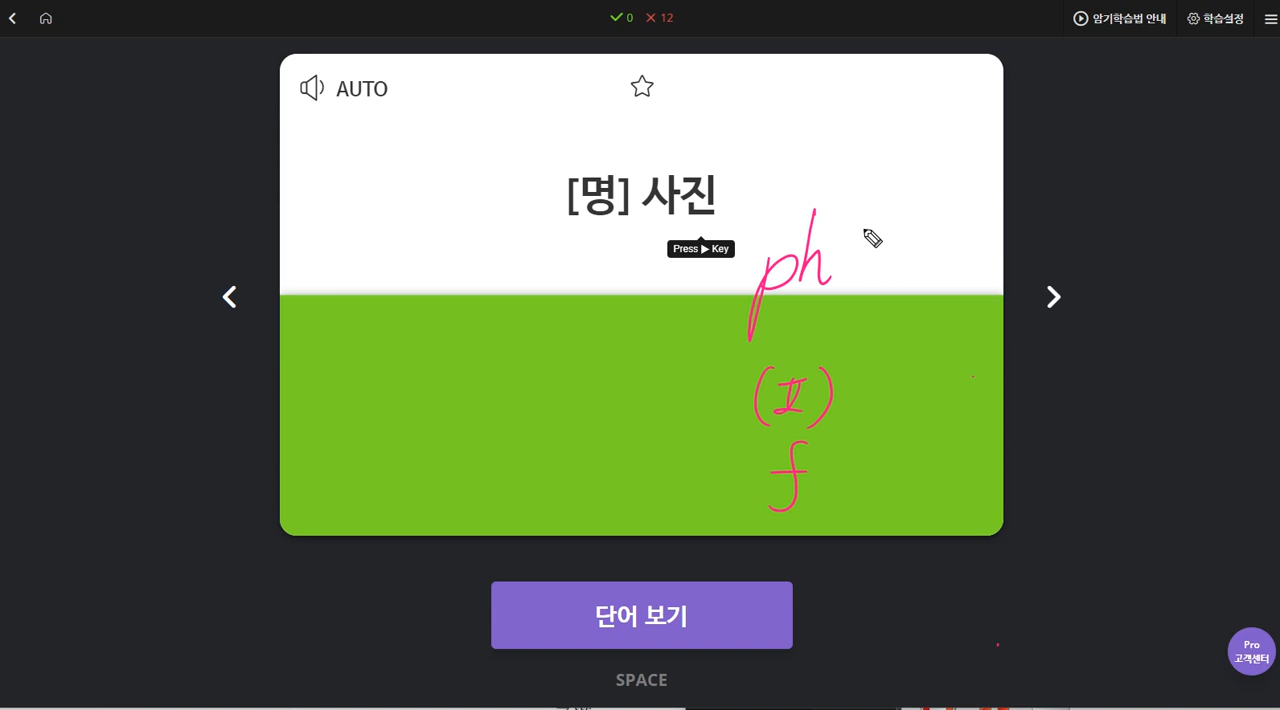 0 12 암기학습법 안내 학습설정
AUTO
[명] 사진
Press ▶ Key
ph
f
단어 보기
SPACE
Pro
고객센터